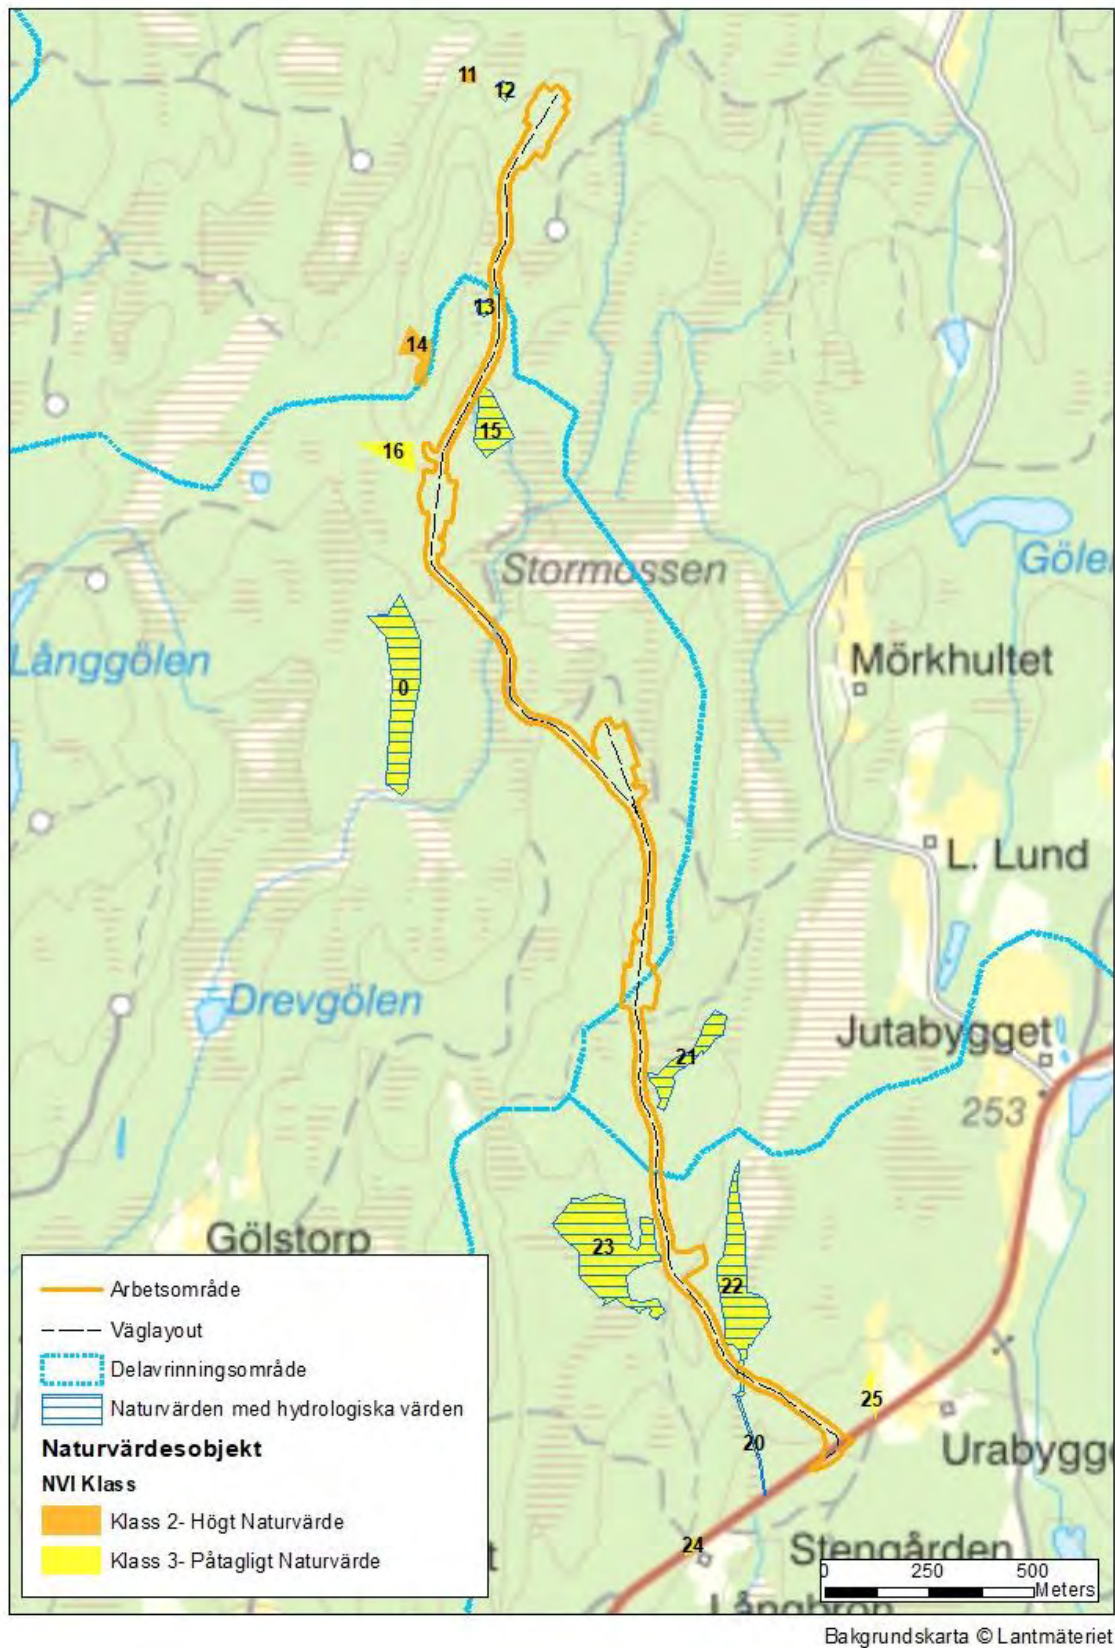 11
12
13
14
15
16
Stormossen
Göle
Långgölen
0
Mörkhultet
L. Lund
Drevgölen
Jutabygget
21
253
Gölstorp
23
22
25
20
Urabygge
24
Stengården
Långbron
t
Arbetsområde
Väglayout
Delavrinningsområde
Naturvärden med hydrologiska värden
Naturvärdesobjekt
NVI Klass
Klass 2- Högt Naturvärde
Klass 3- Påtagligt Naturvärde
0 250 500
Meters
Bakgrundskarta © Lantmäteriet